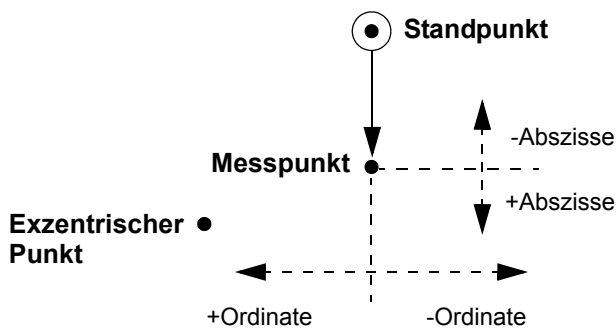 Standpunkt
-Abszisse
Messpunkt
+Abszisse
Exzentrischer
Punkt
+Ordinate
-Ordinate